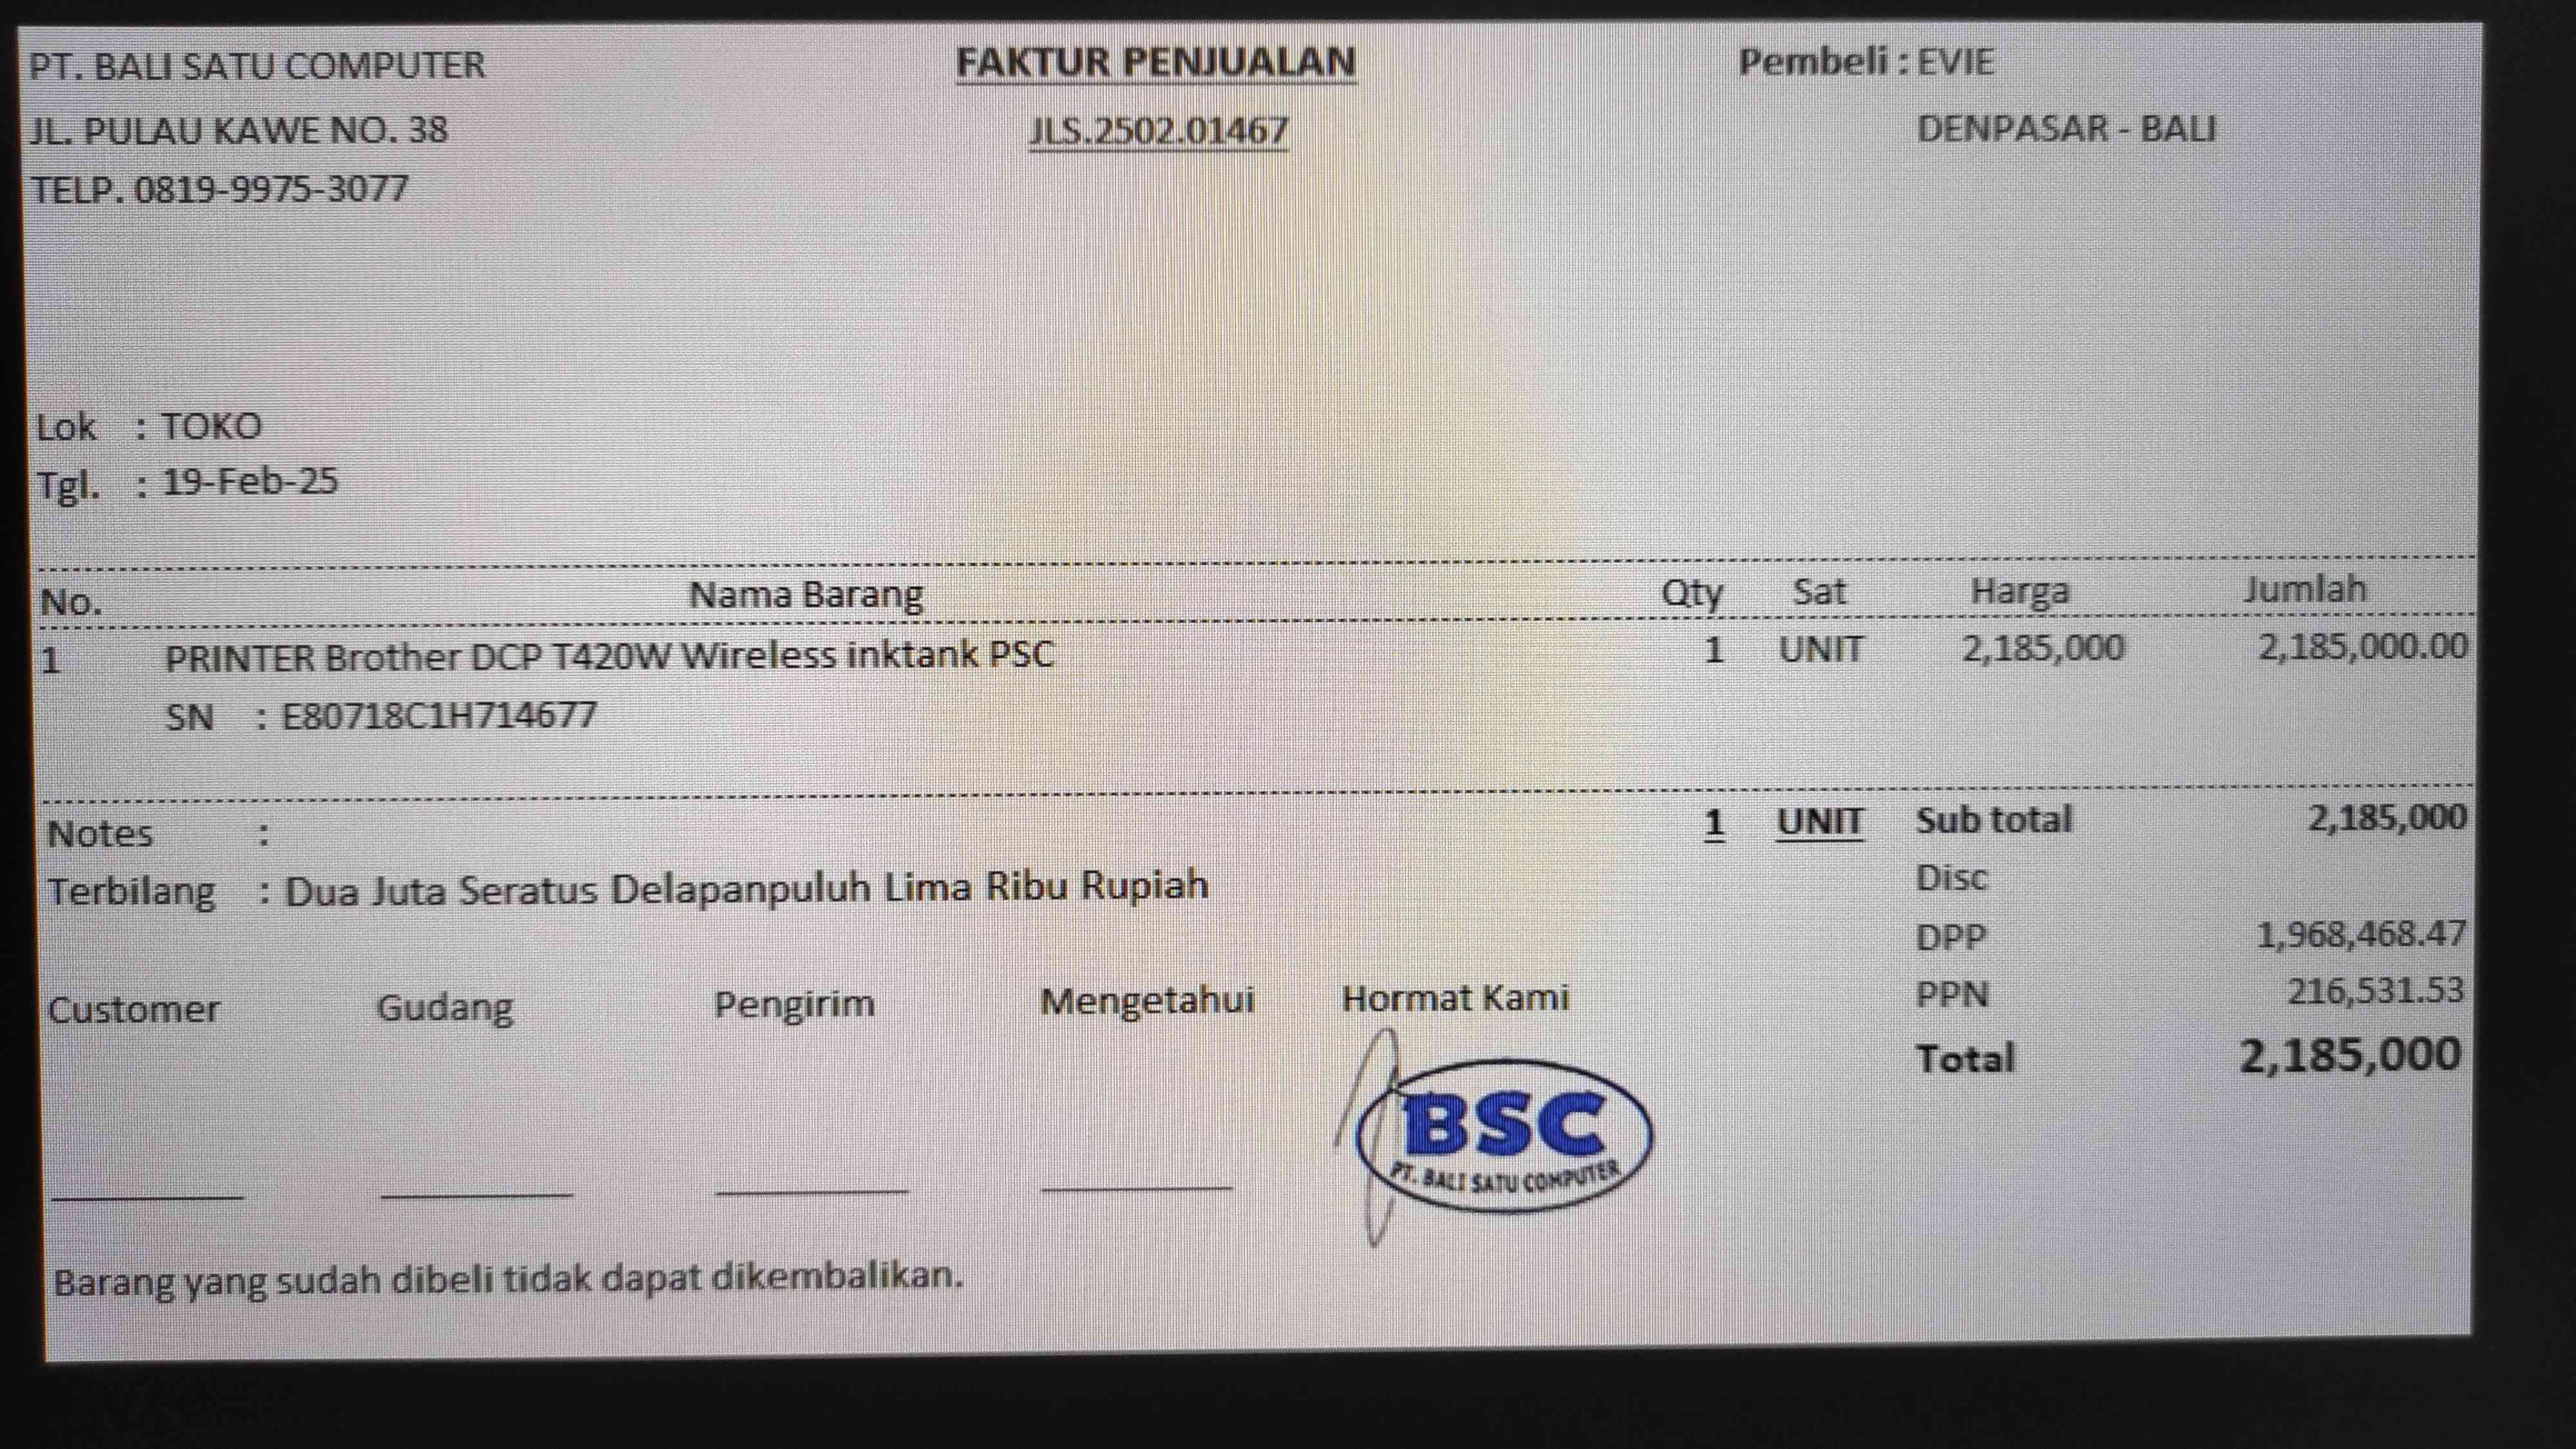 PT. BALI SATU COMPUTER
JL. PULAU KAWE NO. 38
TELP. 0819-9975-3077
FAKTUR PENJUALAN
JLS.2502.01467
Pembeli : EVIE
DENPASAR - BALI
Lok : TOKO
Tgl. : 19-Feb-25
No. Nama Barang Qty Sat Harga Jumlah
1 PRINTER Brother DCP T420W Wireless inktank PSC 1 UNIT 2,185,000 2,185,000.00
SN : E80718C1H714677
Notes : 1 UNIT Sub total 2,185,000
Terbilang : Dua Juta Seratus Delapanpuluh Lima Ribu Rupiah
Disc
DPP 1,968,468.47
PPN 216,531.53
Total 2,185,000
Customer Gudang Pengirim Mengetahui Hormat Kami
BSC
PT. BALI SATU COMPUTER
Barang yang sudah dibeli tidak dapat dikembalikan.